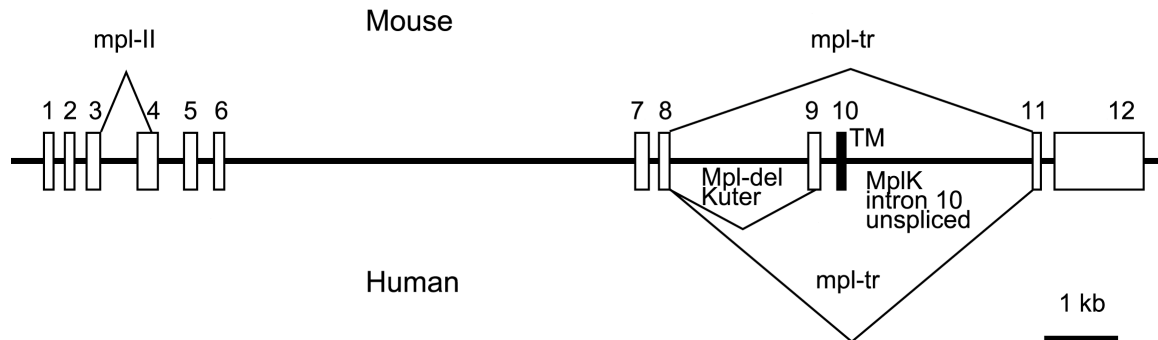 Mouse
mpl-II
mpl-tr
1 2 3 4 5 6 7 8 9 10 11 12
TM
Mpl-del
Kuter
MplK
intron 10
unspliced
Human
mpl-tr
1 kb